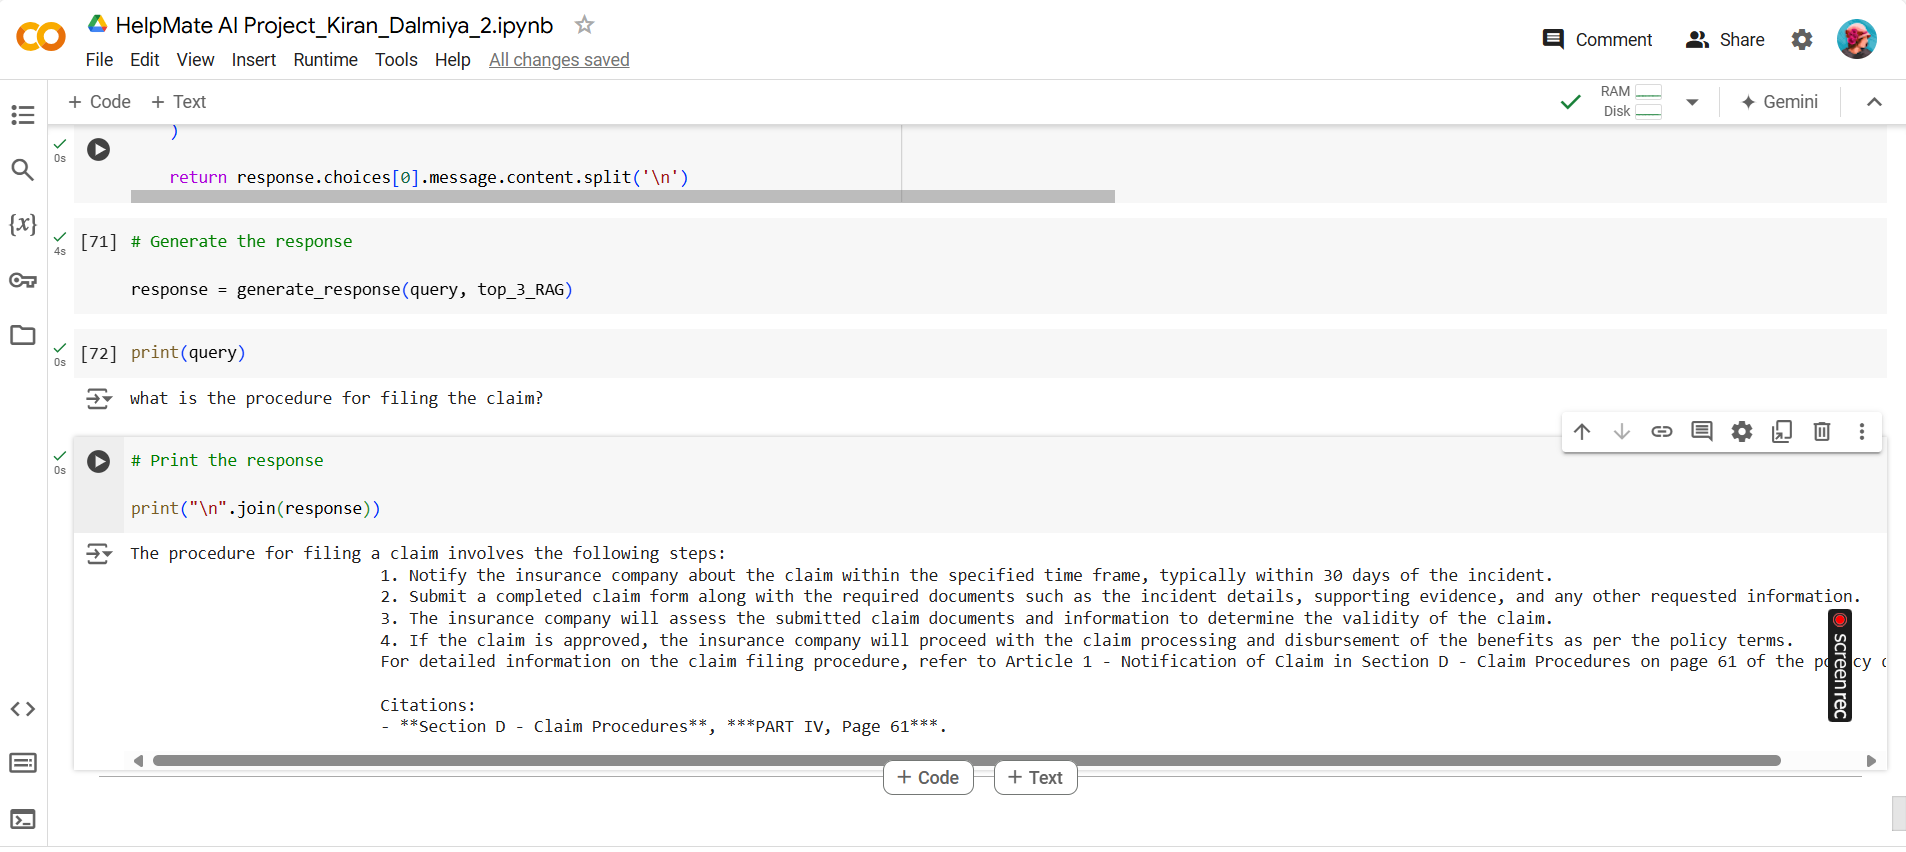 HelpMate AI Project_Kiran_Dalmiya_2.ipynb
File Edit View Insert Runtime Tools Help All changes saved
Comment
Share
+ Code + Text
RAM
Disk
Gemini
)
0s
return response.choices[0].message.content.split('\n')
{x}
4s
[71] # Generate the response
response = generate_response(query, top_3_RAG)
0s
[72] print(query)
what is the procedure for filing the claim?
0s
# Print the response
print("\n".join(response))
The procedure for filing a claim involves the following steps:
1. Notify the insurance company about the claim within the specified time frame, typically within 30 days of the incident.
2. Submit a completed claim form along with the required documents such as the incident details, supporting evidence, and any other requested information.
3. The insurance company will assess the submitted claim documents and information to determine the validity of the claim.
4. If the claim is approved, the insurance company will proceed with the claim processing and disbursement of the benefits as per the policy terms.
For detailed information on the claim filing procedure, refer to Article 1 - Notification of Claim in Section D - Claim Procedures on page 61 of the
Citations:
- **Section D - Claim Procedures**, ***PART IV, Page 61***.
screenrec
+ Code + Text